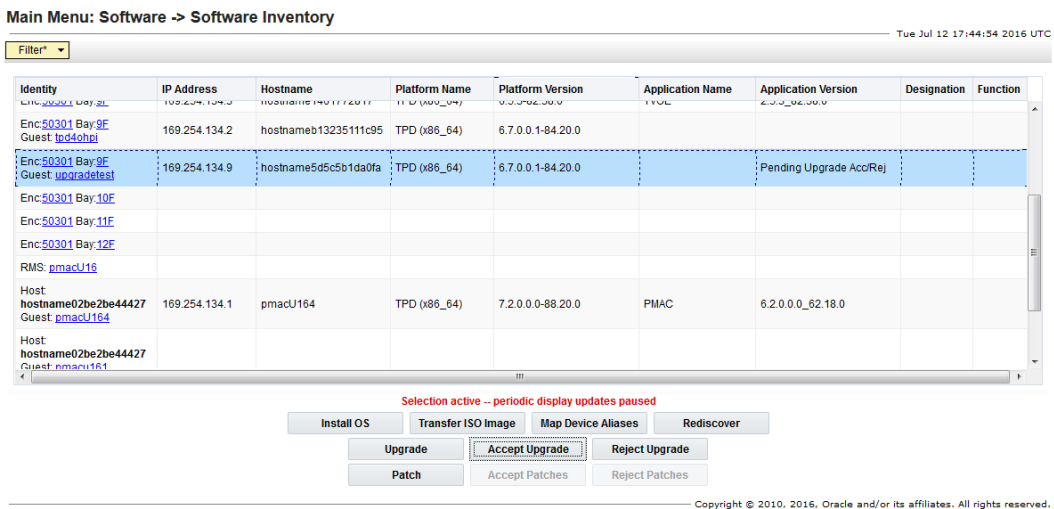 Main Menu: Software -> Software Inventory
Tue Jul 12 17:44:54 2016 UTC
Filter*
Identity IP Address Hostname Platform Name Platform Version Application Name Application Version Designation Function
Enc:50301 Bay:9F
Enc:50301 Bay:9F 169.254.134.2 hostnameb13235111c95 TPD (x86_64) 6.7.0.0.1-84.20.0
Guest: tpd4ohpi
Enc:50301 Bay:9F 169.254.134.9 hostname5d5c5b1da0fa TPD (x86_64) 6.7.0.0.1-84.20.0 Pending Upgrade Acc/Rej
Guest: upgradetest
Enc:50301 Bay:10F
Enc:50301 Bay:11F
Enc:50301 Bay:12F
RMS: pmacU16
Host:
hostname02be2be44427 169.254.134.1 pmacU164 TPD (x86_64) 7.2.0.0.0-88.20.0 PMAC 6.2.0.0.0_62.18.0
Guest: pmacU164
Host:
hostname02be2be44427
Guest: pmacu161
Selection active -- periodic display updates paused
Install OS Transfer ISO Image Map Device Aliases Rediscover
Upgrade Accept Upgrade Reject Upgrade
Patch Accept Patches Reject Patches
Copyright © 2010, 2016, Oracle and/or its affiliates. All rights reserved.